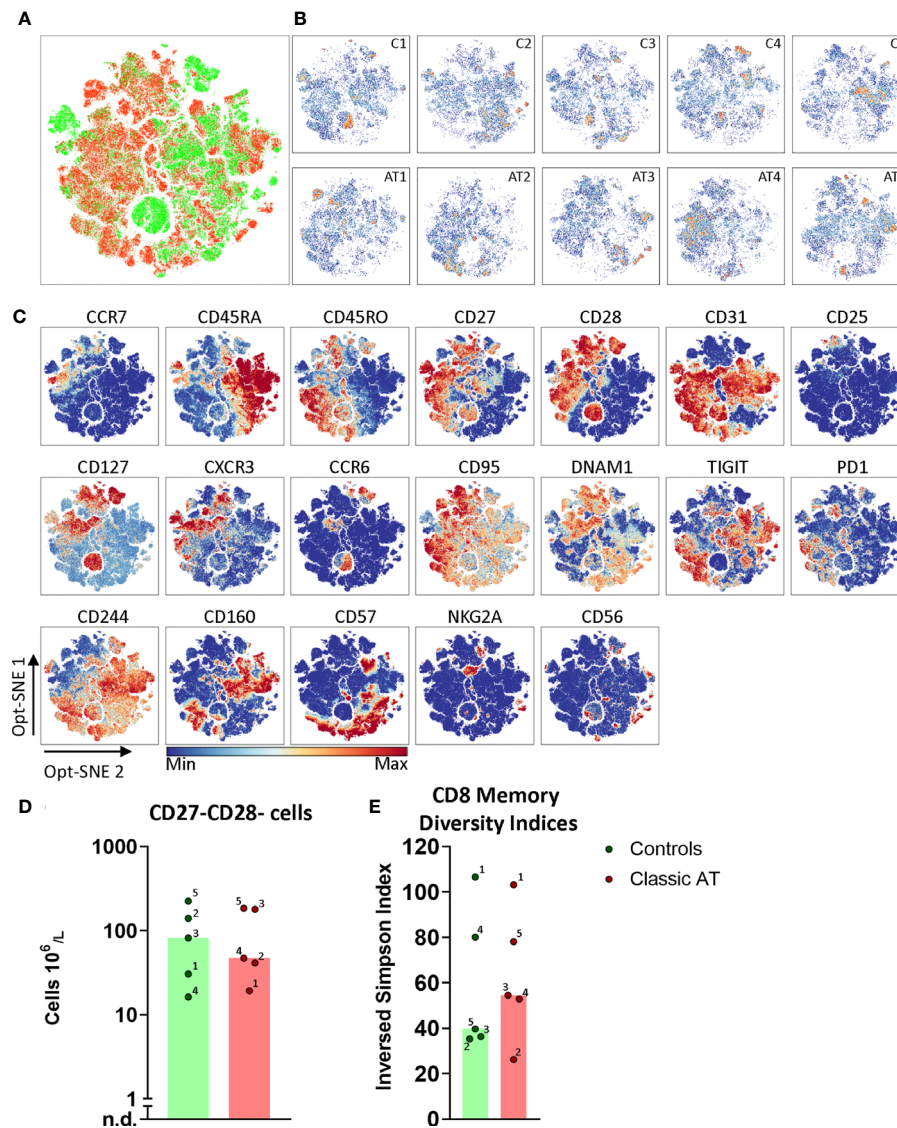 A
B
C1
C2
C3
C4
C
AT1
AT2
AT3
AT4
AT
C
CCR7
CD45RA
CD45RO
CD27
CD28
CD31
CD25
CD127
CXCR3
CCR6
CD95
DNAM1
TIGIT
PD1
CD244
CD160
CD57
NKG2A
CD56
Opt-SNE 1
Opt-SNE 2
Min
Max
D
CD27-CD28- cells
Cells 10⁶/L
1000
100
10
1
n.d.
5
2
3
1
4
5
3
4
2
1
E
CD8 Memory
Diversity Indices
Inversed Simpson Index
120
100
80
60
40
20
0
1
4
5
3
2
1
5
3
4
2
Controls
Classic AT